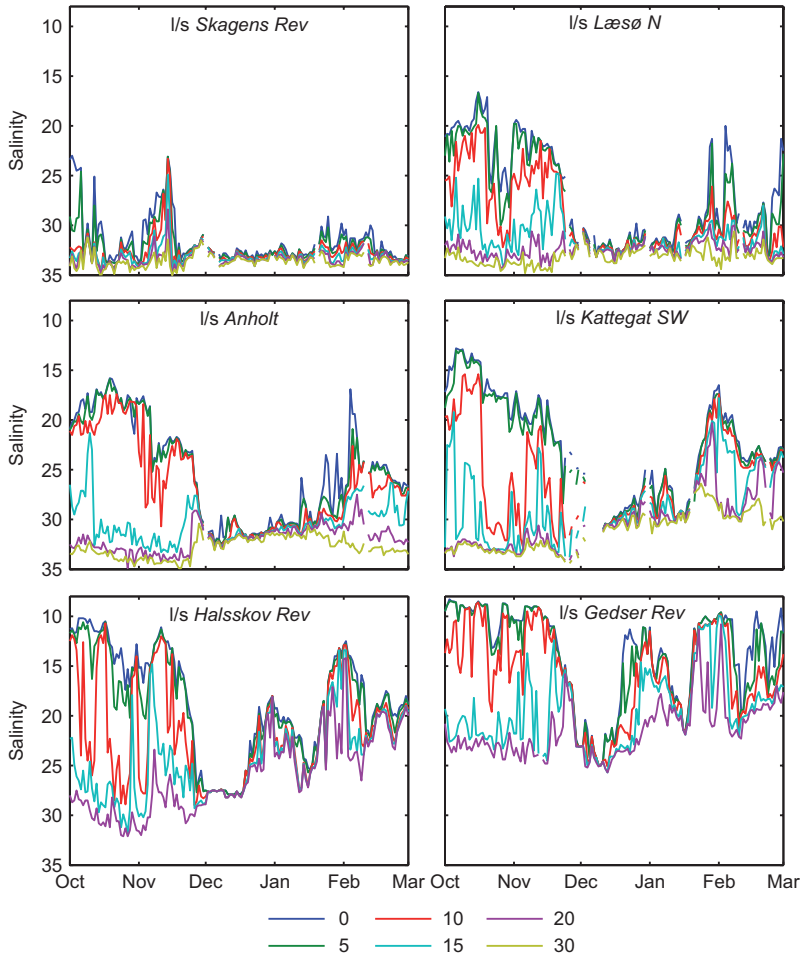 l/s Skagens Rev
l/s Læsø N
Salinity
8
10
15
20
25
30
35
l/s Anholt
l/s Kattegat SW
Salinity
10
15
20
25
30
35
l/s Halsskov Rev
l/s Gedser Rev
Salinity
10
15
20
25
30
35
Oct Nov Dec Jan Feb Mar
Oct Nov Dec Jan Feb Mar
0 10 20
5 15 30